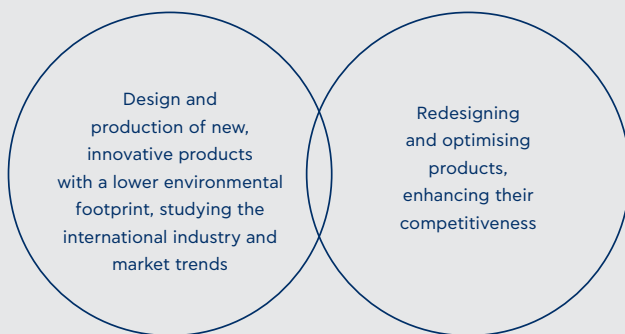 Design and
production of new,
innovative products
with a lower environmental
footprint, studying the
international industry and
market trends
Redesigning
and optimising
products,
enhancing their
competitiveness